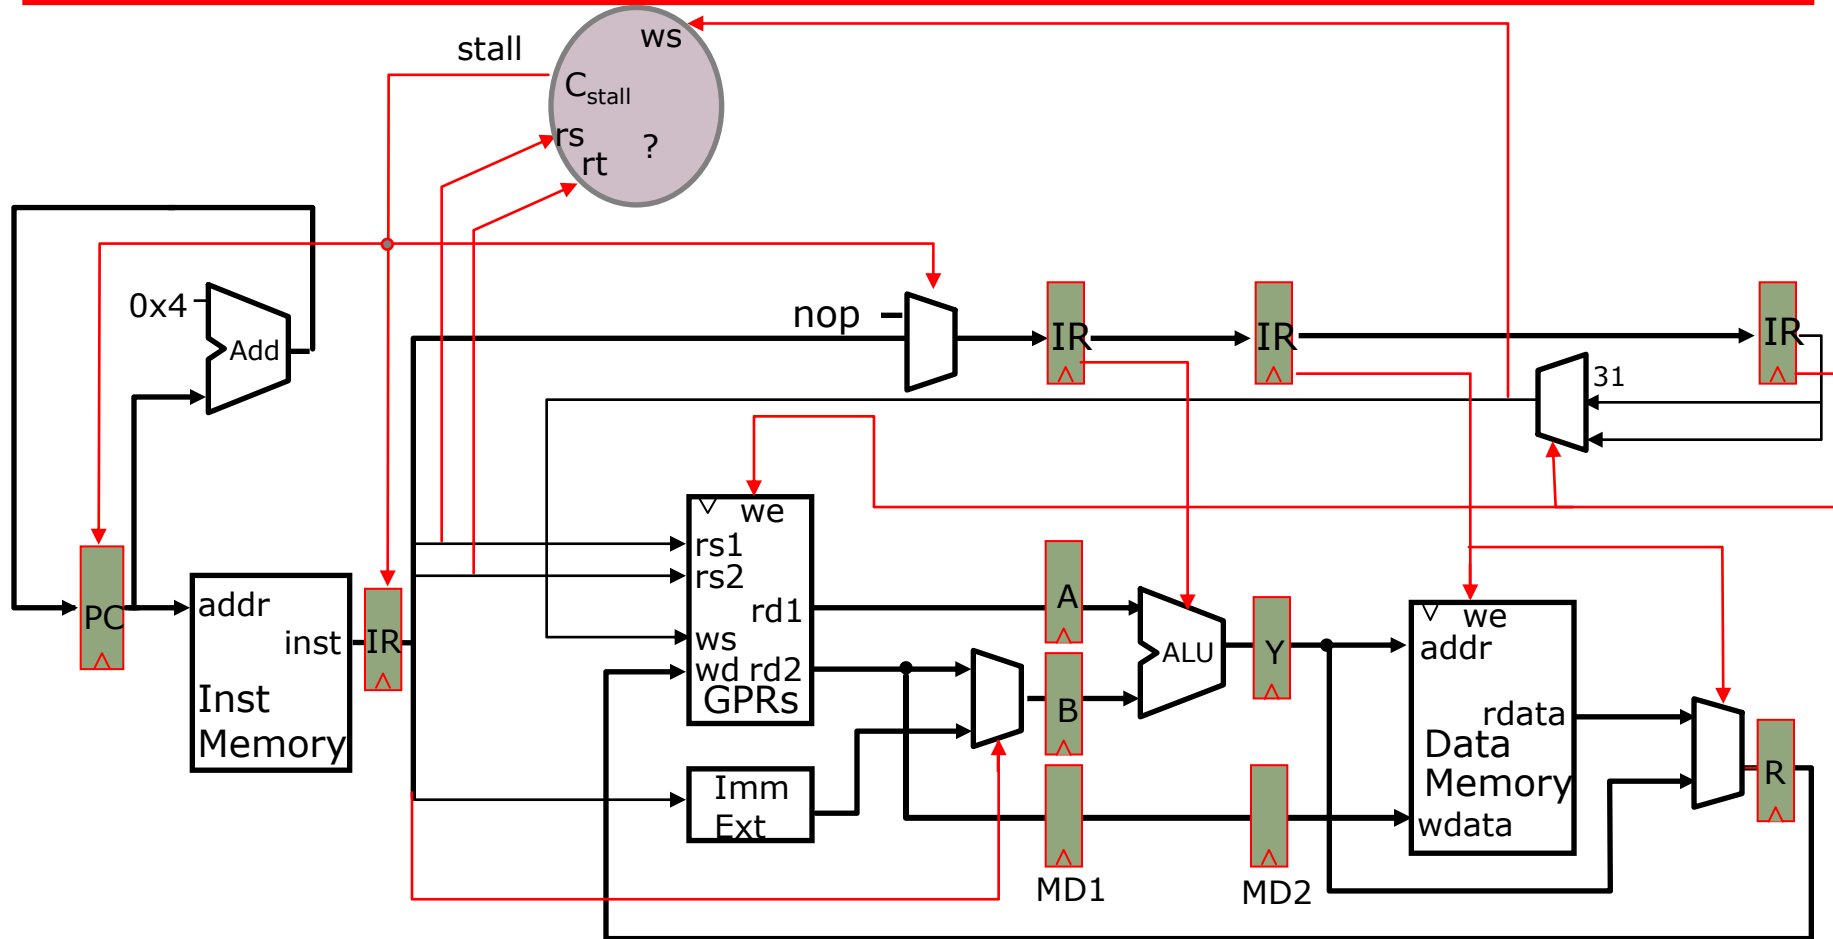 stall
ws
C stall
rs
?
rt
0x4
Add
nop
IR
IR
IR
31
we
rs1
rs2
rd1
ws
wd rd2
GPRs
PC
addr
inst
Inst
Memory
IR
A
B
ALU
Y
we
addr
rdata
Data
Memory
wdata
R
Imm
Ext
MD1
MD2